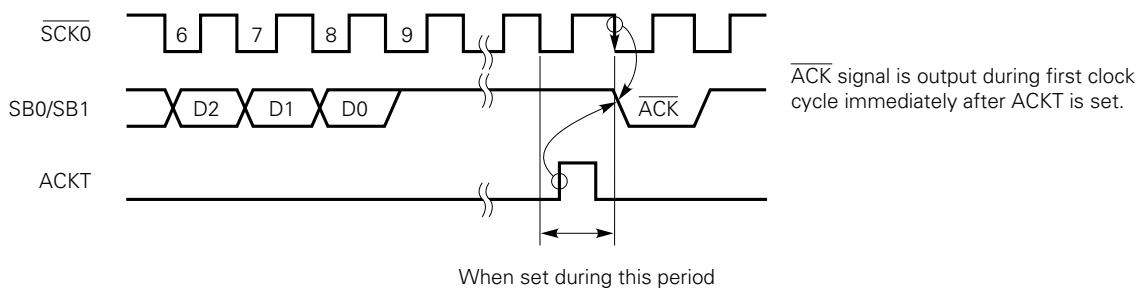 SCK0
6 7 8 9
SB0/SB1
D2 D1 D0 ACK
ACK signal is output during first clock
cycle immediately after ACKT is set.
ACKT
When set during this period